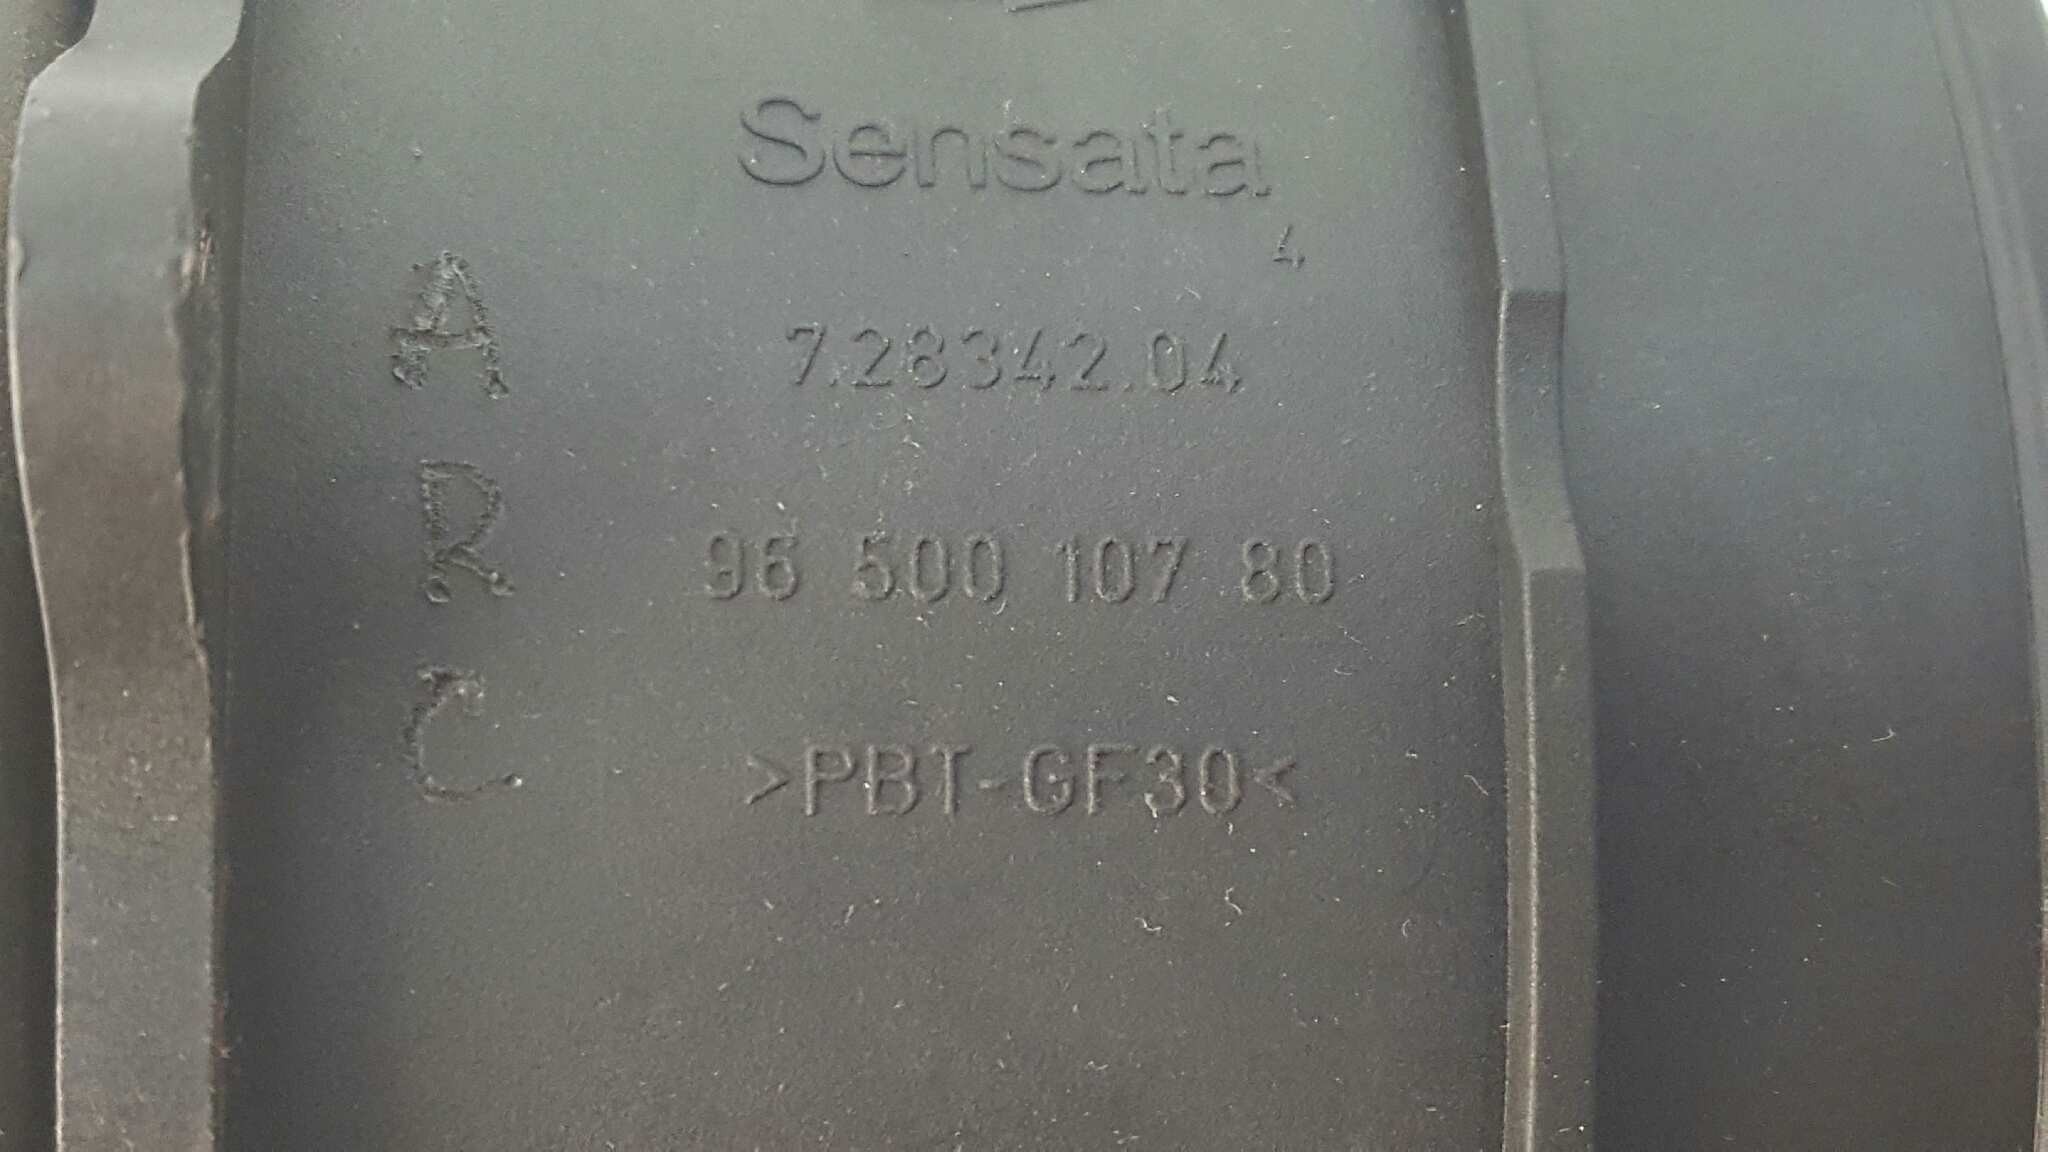 Sensata
4
A
7.28342.04
R
96 500 107 80
C
>PBT-GF30<